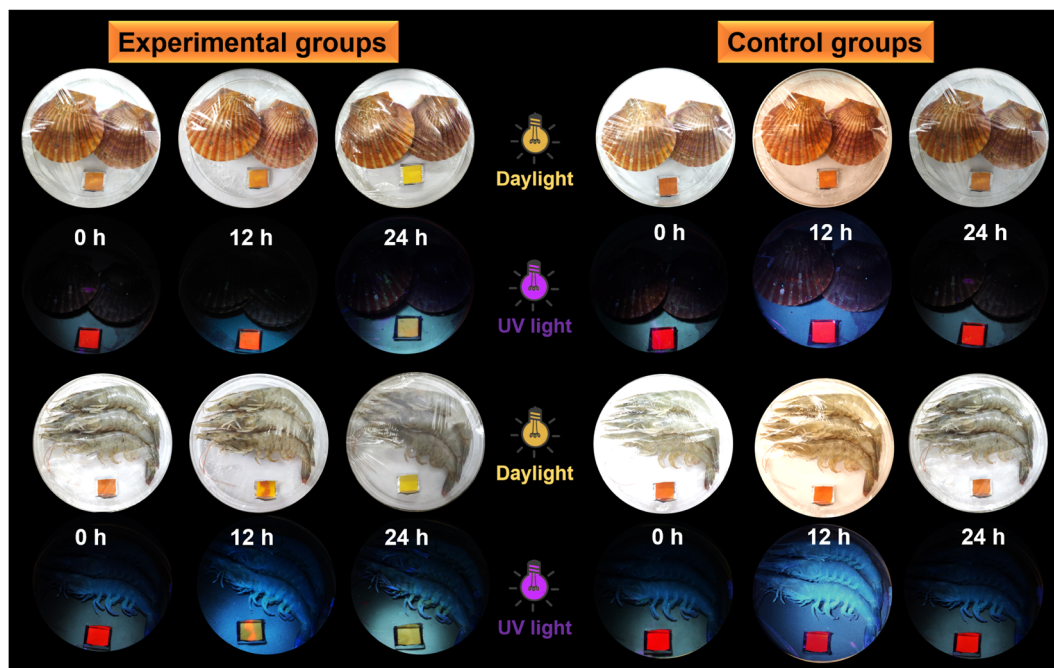 Experimental groups
Control groups
Daylight
0 h
12 h
24 h
0 h
12 h
24 h
UV light
Daylight
0 h
12 h
24 h
0 h
12 h
24 h
UV light